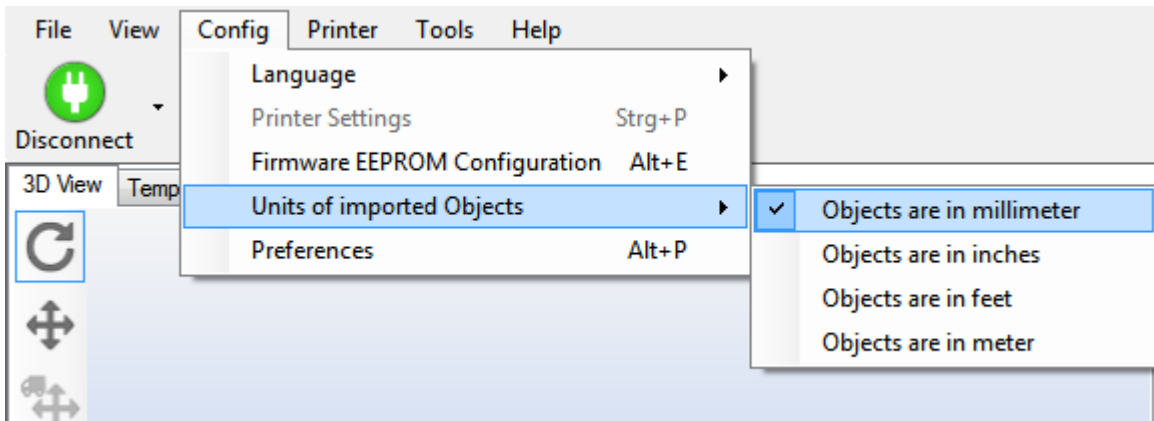 File View Config Printer Tools Help
Disconnect
Language
Printer Settings Strg+P
Firmware EEPROM Configuration Alt+E
Units of imported Objects
Preferences Alt+P
3D View Temp
Objects are in millimeter
Objects are in inches
Objects are in feet
Objects are in meter